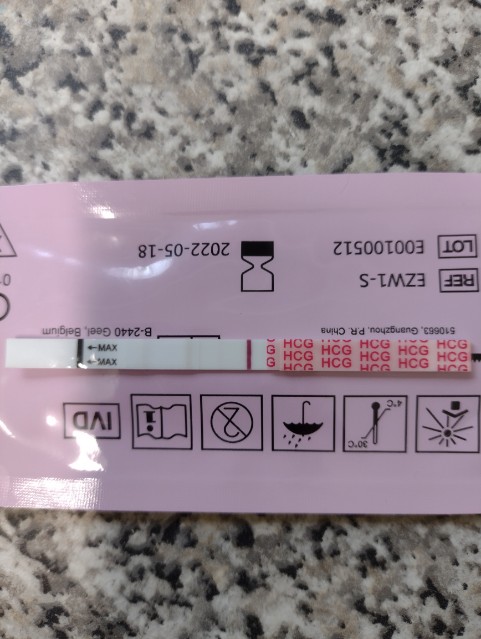 LOT E00100512
2022-05-18
REF EZW1-S
510663, Guangzhou, P.R. China
B-2440 Geel, Belgium
←MAX
←MAX
G HCG HCG HCG HCG HCG
G HCG HCG HCG HCG HCG
4°C
30°C
IVD